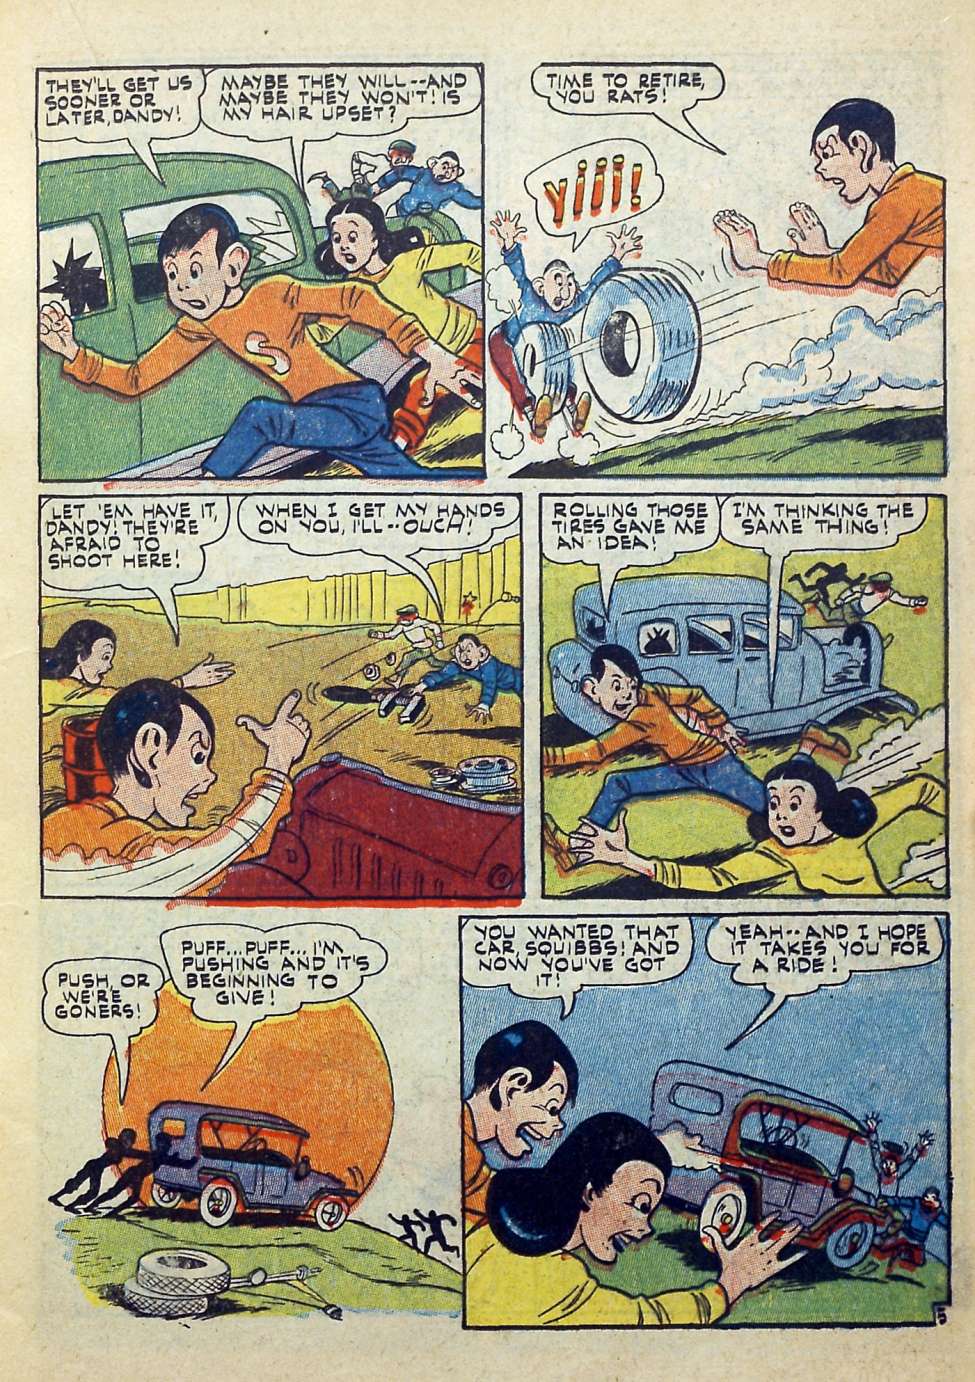 THEY'LL GET US
SOONER OR
LATER, DANDY!
MAYBE THEY WILL--AND
MAYBE THEY WON'T! IS
MY HAIR UPSET?
S
TIME TO RETIRE,
YOU RATS!
YIIII!
LET 'EM HAVE IT,
DANDY! THEY'RE
AFRAID TO
SHOOT HERE!
WHEN I GET MY HANDS
ON YOU, I'LL--OUCH!
ROLLING THOSE
TIRES GAVE ME
AN IDEA!
I'M THINKING THE
SAME THING!
PUSH, OR
WE'RE
GONERS!
PUFF...PUFF...I'M
PUSHING AND IT'S
BEGINNING TO
GIVE!
YOU WANTED THAT
CAR, SQUIBBS! AND
NOW YOU'VE GOT
IT!
YEAH--AND I HOPE
IT TAKES YOU FOR
A RIDE!
5